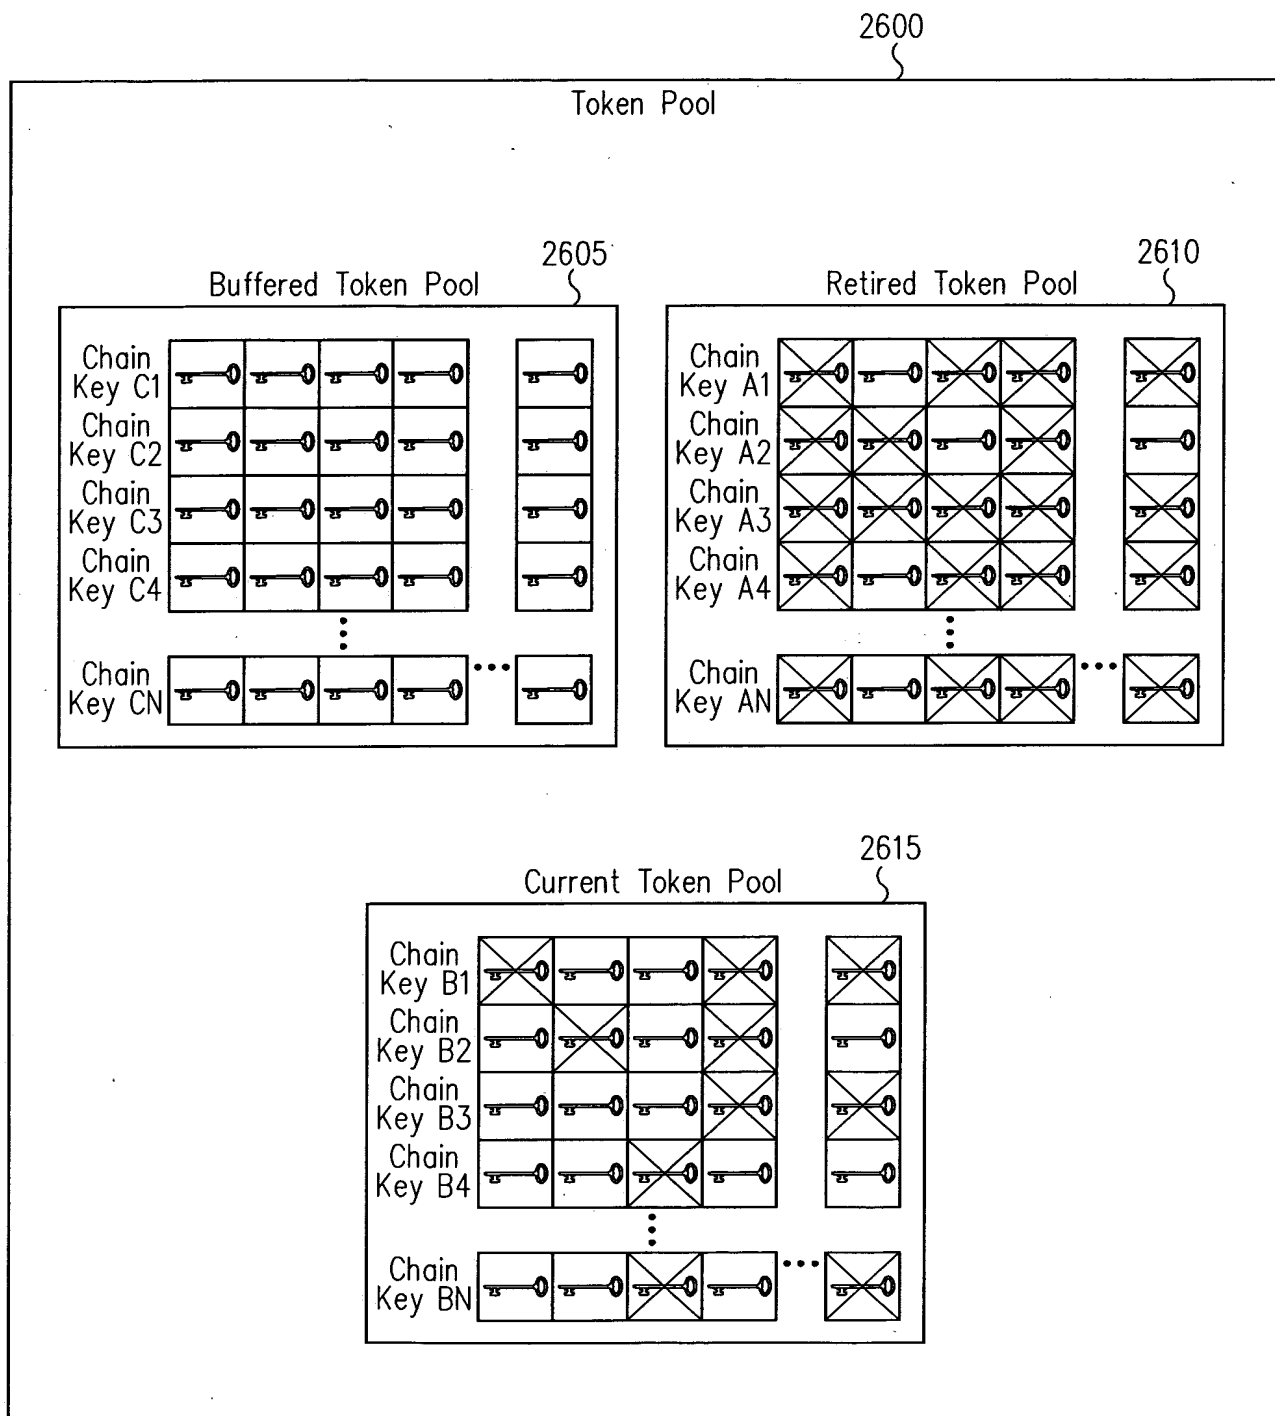 2600
Token Pool
2605
Buffered Token Pool
Chain
Key C1
Chain
Key C2
Chain
Key C3
Chain
Key C4
Chain
Key CN
2610
Retired Token Pool
Chain
Key A1
Chain
Key A2
Chain
Key A3
Chain
Key A4
Chain
Key AN
2615
Current Token Pool
Chain
Key B1
Chain
Key B2
Chain
Key B3
Chain
Key B4
Chain
Key BN